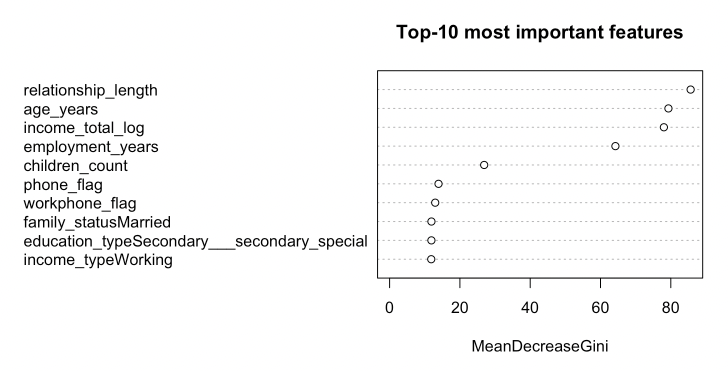 Top-10 most important features
relationship_length
age_years
income_total_log
employment_years
children_count
phone_flag
workphone_flag
family_statusMarried
education_typeSecondary___secondary_special
income_typeWorking
0 20 40 60 80
MeanDecreaseGini